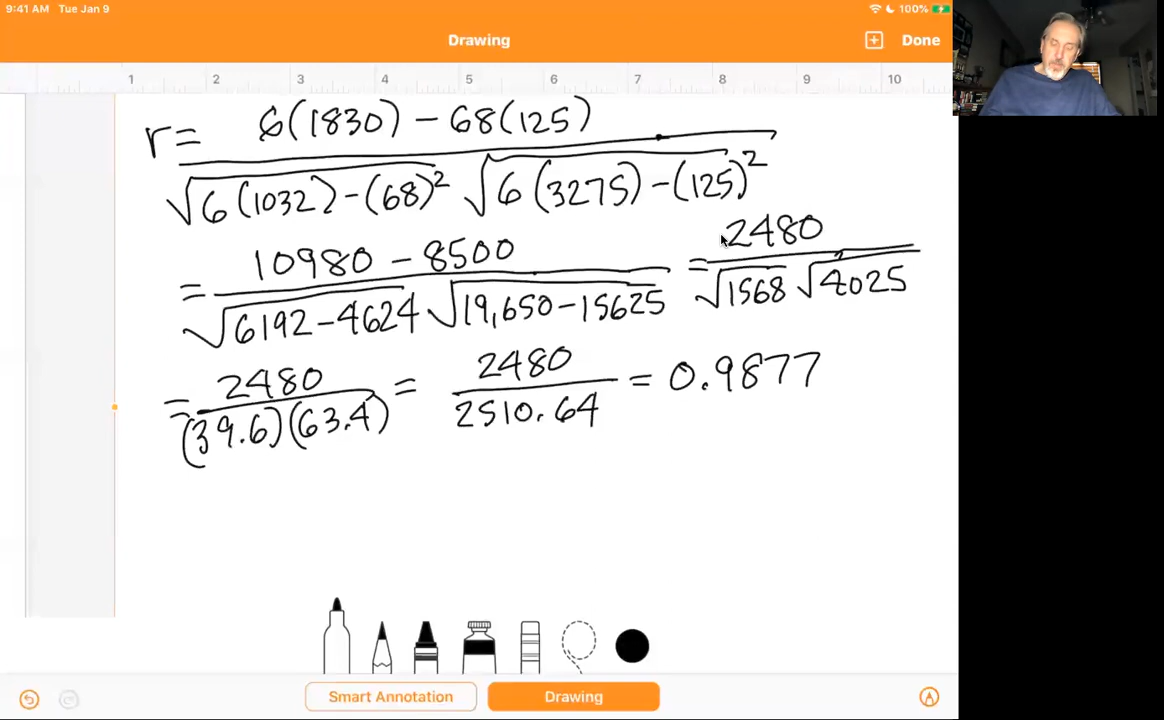 9:41 AM Tue Jan 9 100%
Drawing Done
1 2 3 4 5 6 7 8 9 10
r = 6(1830) - 68(125)
√6(1032) - (68)² √6(3275) - (125)²
= 10980 - 8500 = 2480
√6192 - 4624 √19,650 - 15625 √1568 √4025
= 2480 = 2480 = 0.9877
(39.6)(63.4) 2510.64
Smart Annotation Drawing